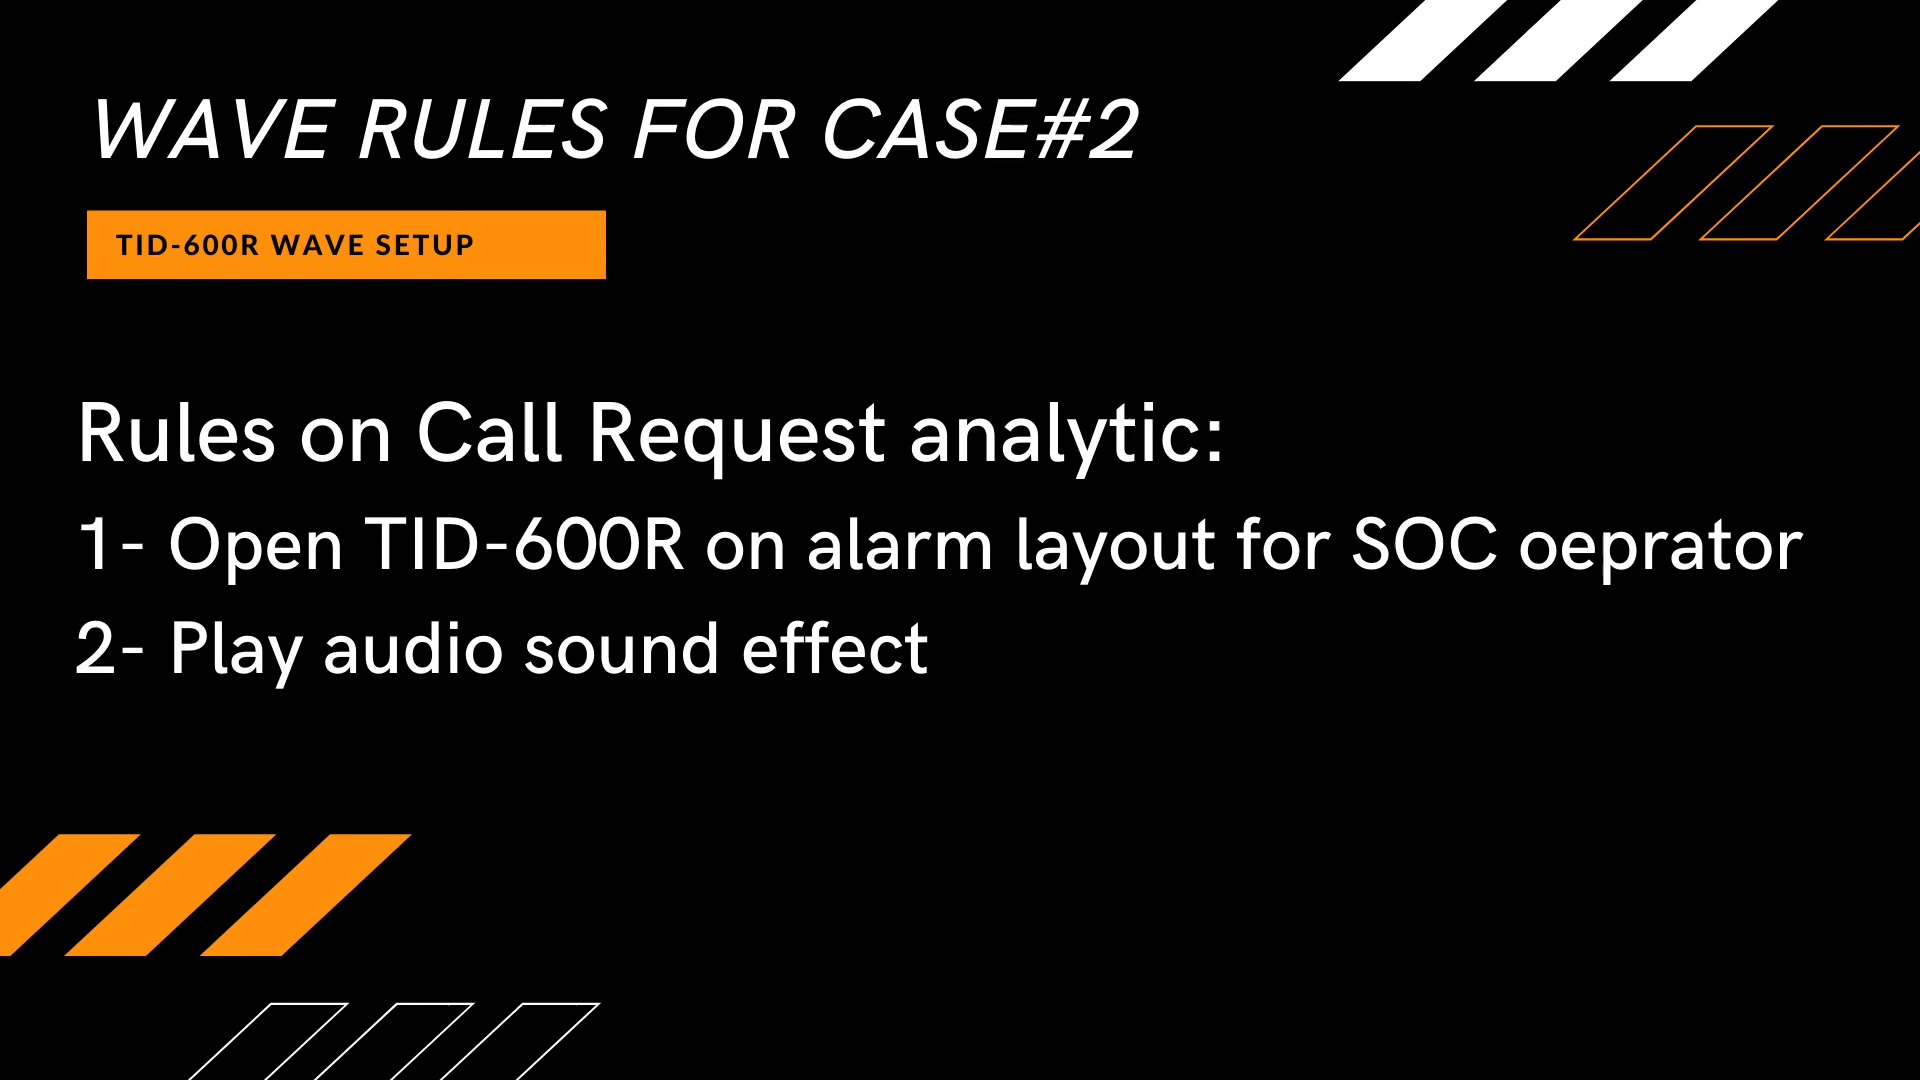 WAVE RULES FOR CASE#2
TID-600R WAVE SETUP
Rules on Call Request analytic:
1- Open TID-600R on alarm layout for SOC oeprator
2- Play audio sound effect